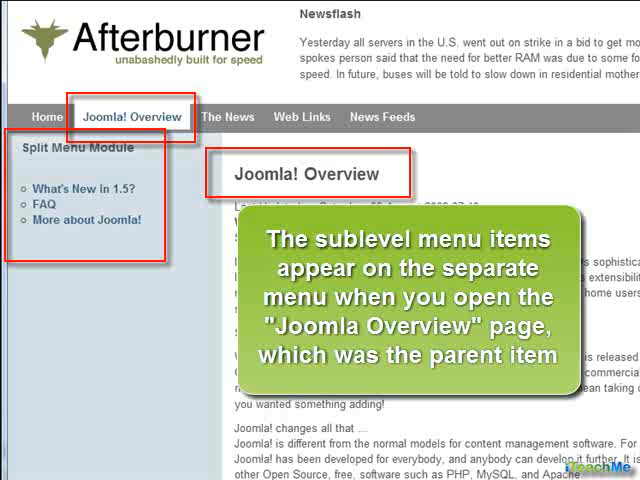 Newsflash
Afterburner
unabashedly built for speed
Yesterday all servers in the U.S. went out on strike in a bid to get mo
spokes person said that the need for better RAM was due to some fo
speed. In future, buses will be told to slow down in residential mother
Home Joomla! Overview The News Web Links News Feeds
Split Menu Module
What's New in 1.5?
FAQ
More about Joomla!
Joomla! Overview
The sublevel menu items
appear on the separate
menu when you open the
"Joomla Overview" page,
which was the parent item
s sophistica
extensibil
home users
is released
commercia
ean taking c
you wanted something adding!
Joomla! changes all that ...
Joomla! is different from the normal models for content management software. For
Joomla! has been developed for everybody, and anybody can develop it further. It is
other Open Source, free, software such as PHP, MySQL, and Apache.
iTeachMe